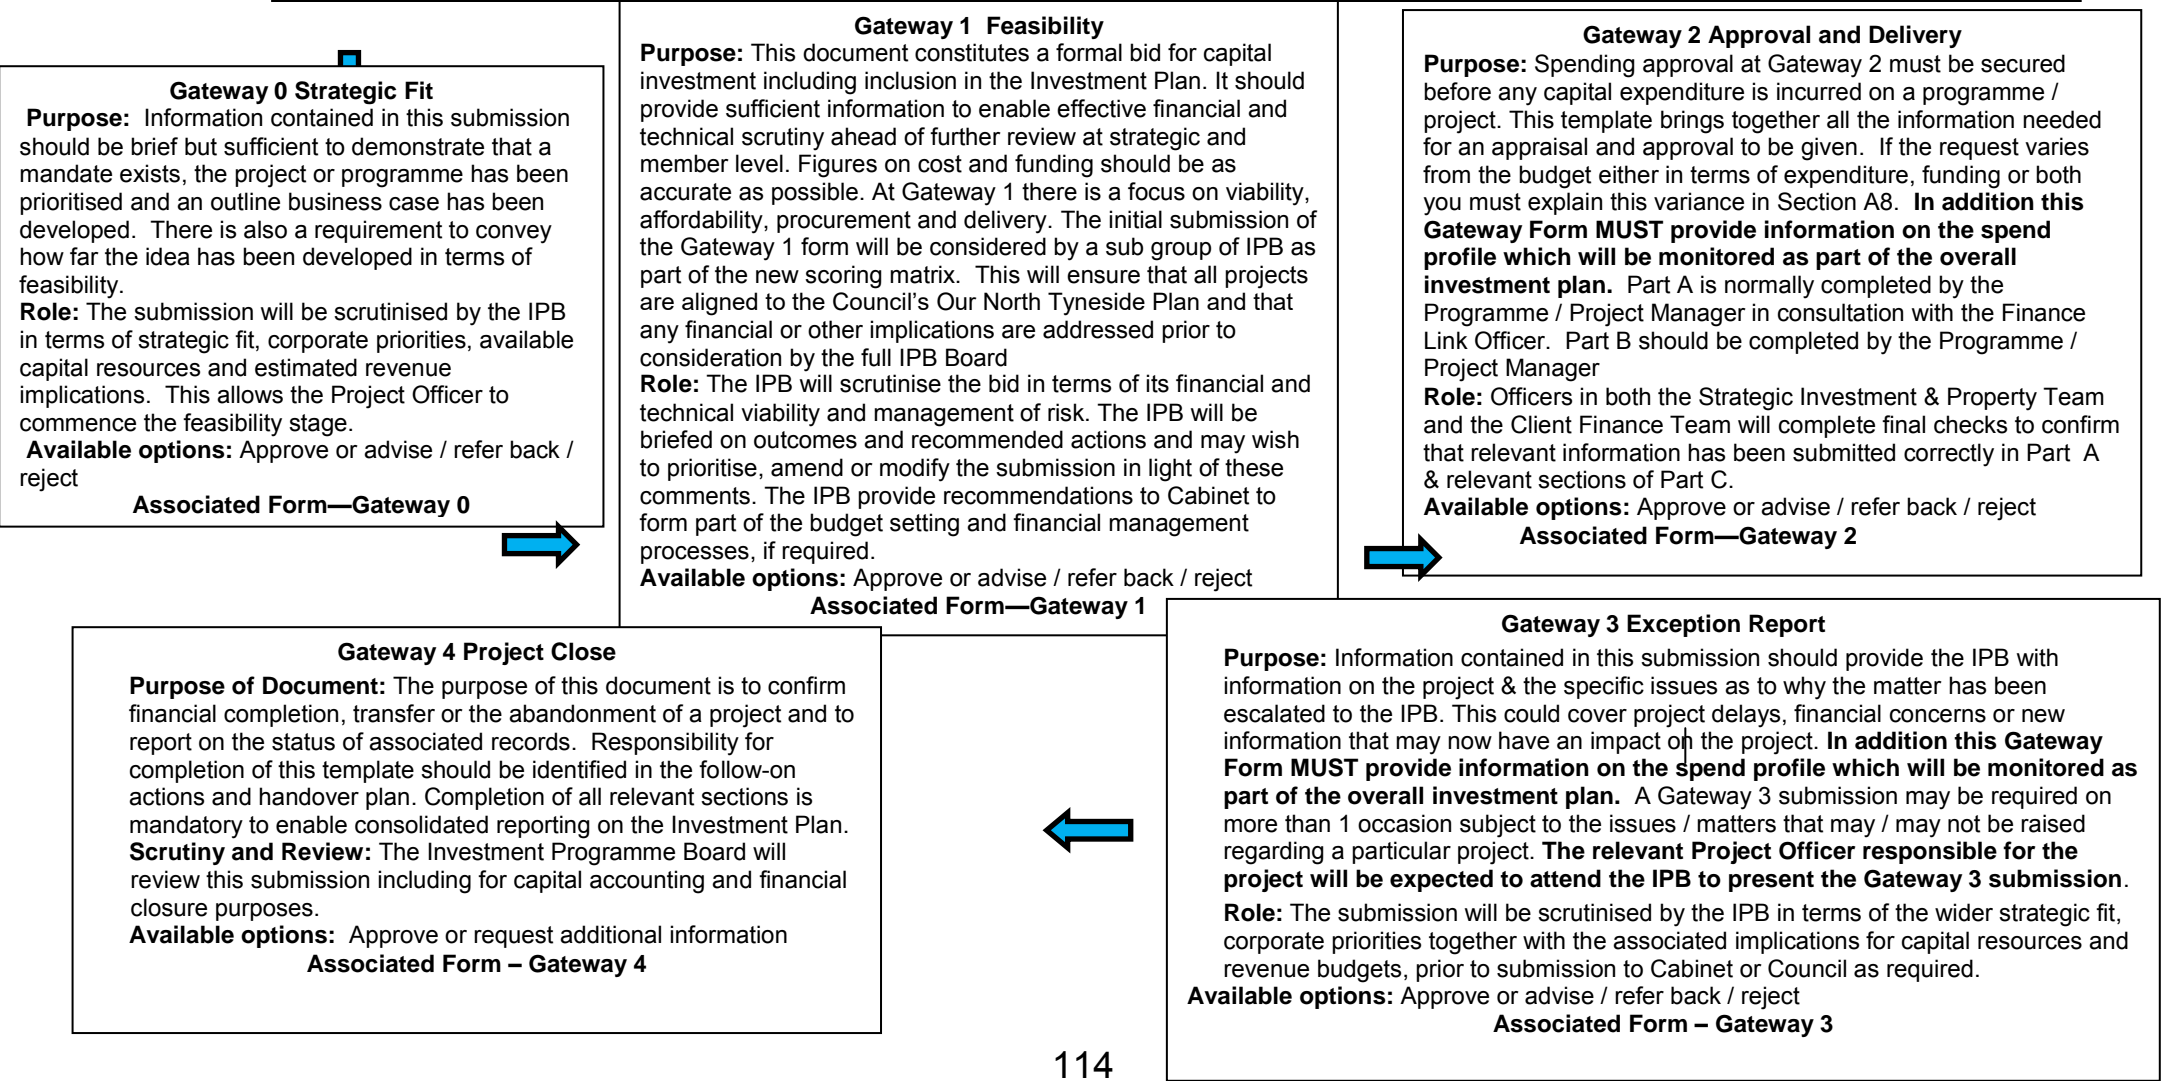 Gateway 0 Strategic Fit
Purpose: Information contained in this submission
should be brief but sufficient to demonstrate that a
mandate exists, the project or programme has been
prioritised and an outline business case has been
developed. There is also a requirement to convey
how far the idea has been developed in terms of
feasibility.
Role: The submission will be scrutinised by the IPB
in terms of strategic fit, corporate priorities, available
capital resources and estimated revenue
implications. This allows the Project Officer to
commence the feasibility stage.
Available options: Approve or advise / refer back /
reject
Associated Form—Gateway 0
Gateway 1 Feasibility
Purpose: This document constitutes a formal bid for capital
investment including inclusion in the Investment Plan. It should
provide sufficient information to enable effective financial and
technical scrutiny ahead of further review at strategic and
member level. Figures on cost and funding should be as
accurate as possible. At Gateway 1 there is a focus on viability,
affordability, procurement and delivery. The initial submission of
the Gateway 1 form will be considered by a sub group of IPB as
part of the new scoring matrix. This will ensure that all projects
are aligned to the Council's Our North Tyneside Plan and that
any financial or other implications are addressed prior to
consideration by the full IPB Board
Role: The IPB will scrutinise the bid in terms of its financial and
technical viability and management of risk. The IPB will be
briefed on outcomes and recommended actions and may wish
to prioritise, amend or modify the submission in light of these
comments. The IPB provide recommendations to Cabinet to
form part of the budget setting and financial management
processes, if required.
Available options: Approve or advise / refer back / reject
Associated Form—Gateway 1
Gateway 2 Approval and Delivery
Purpose: Spending approval at Gateway 2 must be secured
before any capital expenditure is incurred on a programme /
project. This template brings together all the information needed
for an appraisal and approval to be given. If the request varies
from the budget either in terms of expenditure, funding or both
you must explain this variance in Section A8. In addition this
Gateway Form MUST provide information on the spend
profile which will be monitored as part of the overall
investment plan. Part A is normally completed by the
Programme / Project Manager in consultation with the Finance
Link Officer. Part B should be completed by the Programme /
Project Manager
Role: Officers in both the Strategic Investment & Property Team
and the Client Finance Team will complete final checks to confirm
that relevant information has been submitted correctly in Part A
& relevant sections of Part C.
Available options: Approve or advise / refer back / reject
Associated Form—Gateway 2
Gateway 3 Exception Report
Purpose: Information contained in this submission should provide the IPB with
information on the project & the specific issues as to why the matter has been
escalated to the IPB. This could cover project delays, financial concerns or new
information that may now have an impact on the project. In addition this Gateway
Form MUST provide information on the spend profile which will be monitored as
part of the overall investment plan. A Gateway 3 submission may be required on
more than 1 occasion subject to the issues / matters that may / may not be raised
regarding a particular project. The relevant Project Officer responsible for the
project will be expected to attend the IPB to present the Gateway 3 submission.
Role: The submission will be scrutinised by the IPB in terms of the wider strategic fit,
corporate priorities together with the associated implications for capital resources and
revenue budgets, prior to submission to Cabinet or Council as required.
Available options: Approve or advise / refer back / reject
Associated Form – Gateway 3
Gateway 4 Project Close
Purpose of Document: The purpose of this document is to confirm
financial completion, transfer or the abandonment of a project and to
report on the status of associated records. Responsibility for
completion of this template should be identified in the follow-on
actions and handover plan. Completion of all relevant sections is
mandatory to enable consolidated reporting on the Investment Plan.
Scrutiny and Review: The Investment Programme Board will
review this submission including for capital accounting and financial
closure purposes.
Available options: Approve or request additional information
Associated Form – Gateway 4
114